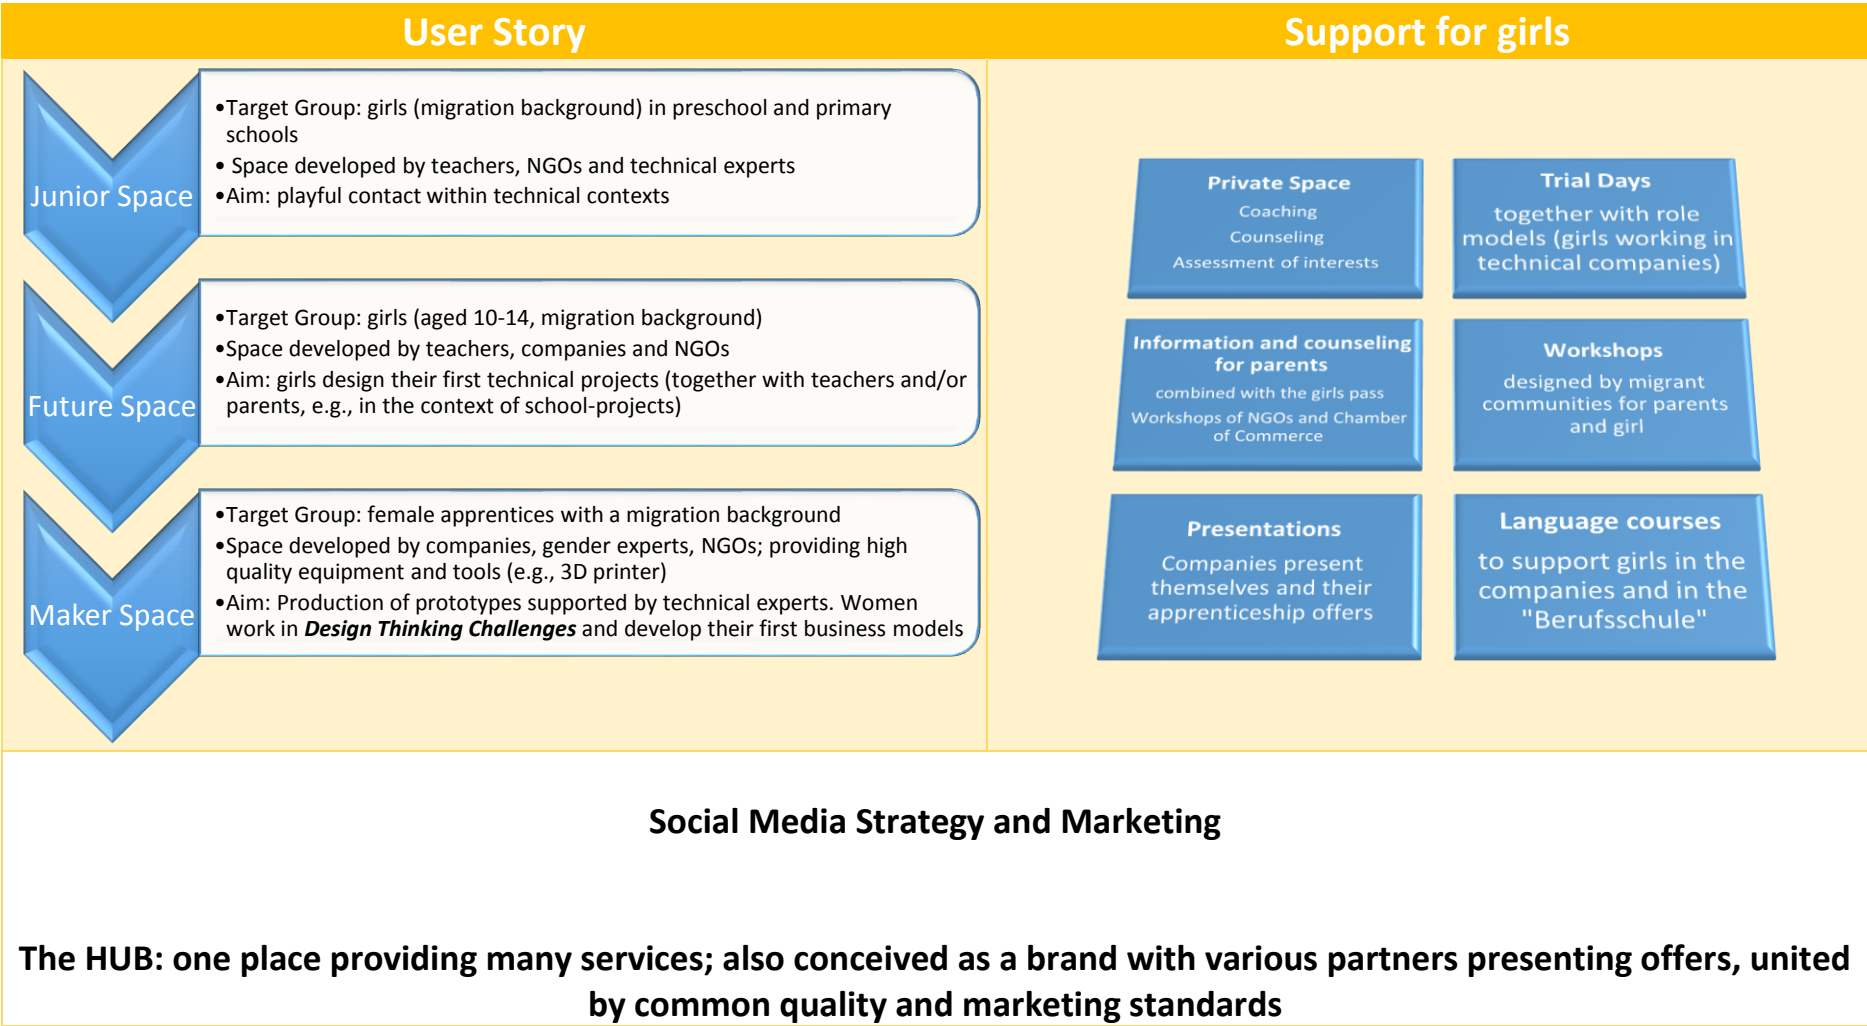 User Story
Support for girls
Junior Space
•Target Group: girls (migration background) in preschool and primary
schools
• Space developed by teachers, NGOs and technical experts
•Aim: playful contact within technical contexts
Future Space
•Target Group: girls (aged 10-14, migration background)
•Space developed by teachers, companies and NGOs
•Aim: girls design their first technical projects (together with teachers and/or
parents, e.g., in the context of school-projects)
Maker Space
•Target Group: female apprentices with a migration background
•Space developed by companies, gender experts, NGOs; providing high
quality equipment and tools (e.g., 3D printer)
•Aim: Production of prototypes supported by technical experts. Women
work in Design Thinking Challenges and develop their first business models
Private Space
Coaching
Counseling
Assessment of interests
Trial Days
together with role
models (girls working in
technical companies)
Information and counseling
for parents
combined with the girls pass
Workshops of NGOs and Chamber
of Commerce
Workshops
designed by migrant
communities for parents
and girl
Presentations
Companies present
themselves and their
apprenticeship offers
Language courses
to support girls in the
companies and in the
"Berufsschule"
Social Media Strategy and Marketing
The HUB: one place providing many services; also conceived as a brand with various partners presenting offers, united
by common quality and marketing standards